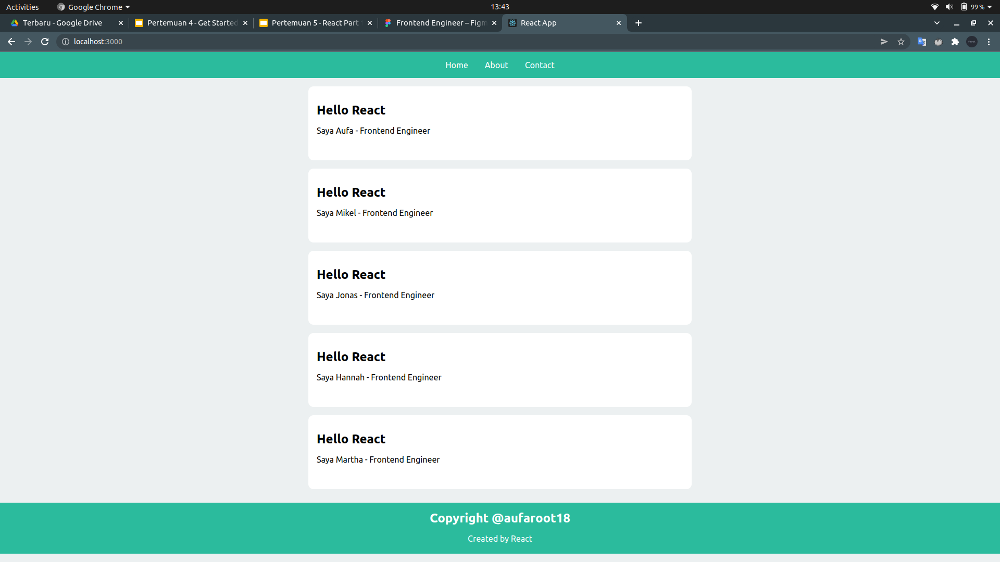 Activities Google Chrome 13:43 99 %
Terbaru - Google Drive Pertemuan 4 - Get Started Pertemuan 5 - React Part Frontend Engineer – Figm React App
localhost:3000
Home About Contact
Hello React
Saya Aufa - Frontend Engineer
Hello React
Saya Mikel - Frontend Engineer
Hello React
Saya Jonas - Frontend Engineer
Hello React
Saya Hannah - Frontend Engineer
Hello React
Saya Martha - Frontend Engineer
Copyright @aufaroot18
Created by React